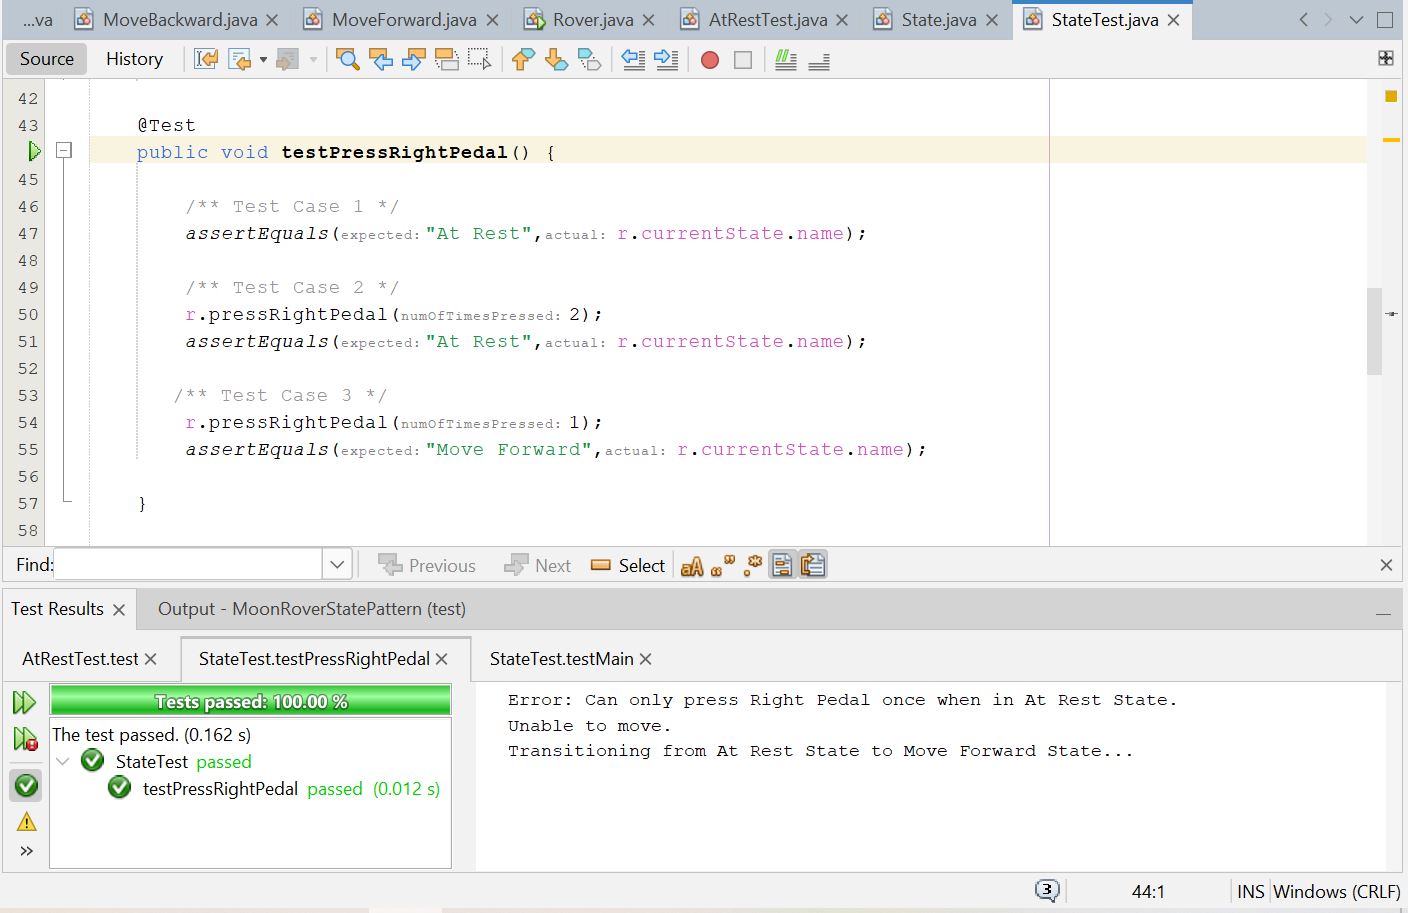 ...va MoveBackward.java MoveForward.java Rover.java AtRestTest.java State.java StateTest.java
Source History
42
43 @Test
public void testPressRightPedal() {
45
46 /** Test Case 1 */
47 assertEquals(expected: "At Rest",actual: r.currentState.name);
48
49 /** Test Case 2 */
50 r.pressRightPedal(numOfTimesPressed: 2);
51 assertEquals(expected: "At Rest",actual: r.currentState.name);
52
53 /** Test Case 3 */
54 r.pressRightPedal(numOfTimesPressed: 1);
55 assertEquals(expected: "Move Forward",actual: r.currentState.name);
56
57 }
58
Find: Previous Next Select
Test Results Output - MoonRoverStatePattern (test)
AtRestTest.test StateTest.testPressRightPedal StateTest.testMain
Tests passed: 100.00 %
The test passed. (0.162 s)
StateTest passed
testPressRightPedal passed (0.012 s)
Error: Can only press Right Pedal once when in At Rest State.
Unable to move.
Transitioning from At Rest State to Move Forward State...
3 44:1 INS Windows (CRLF)